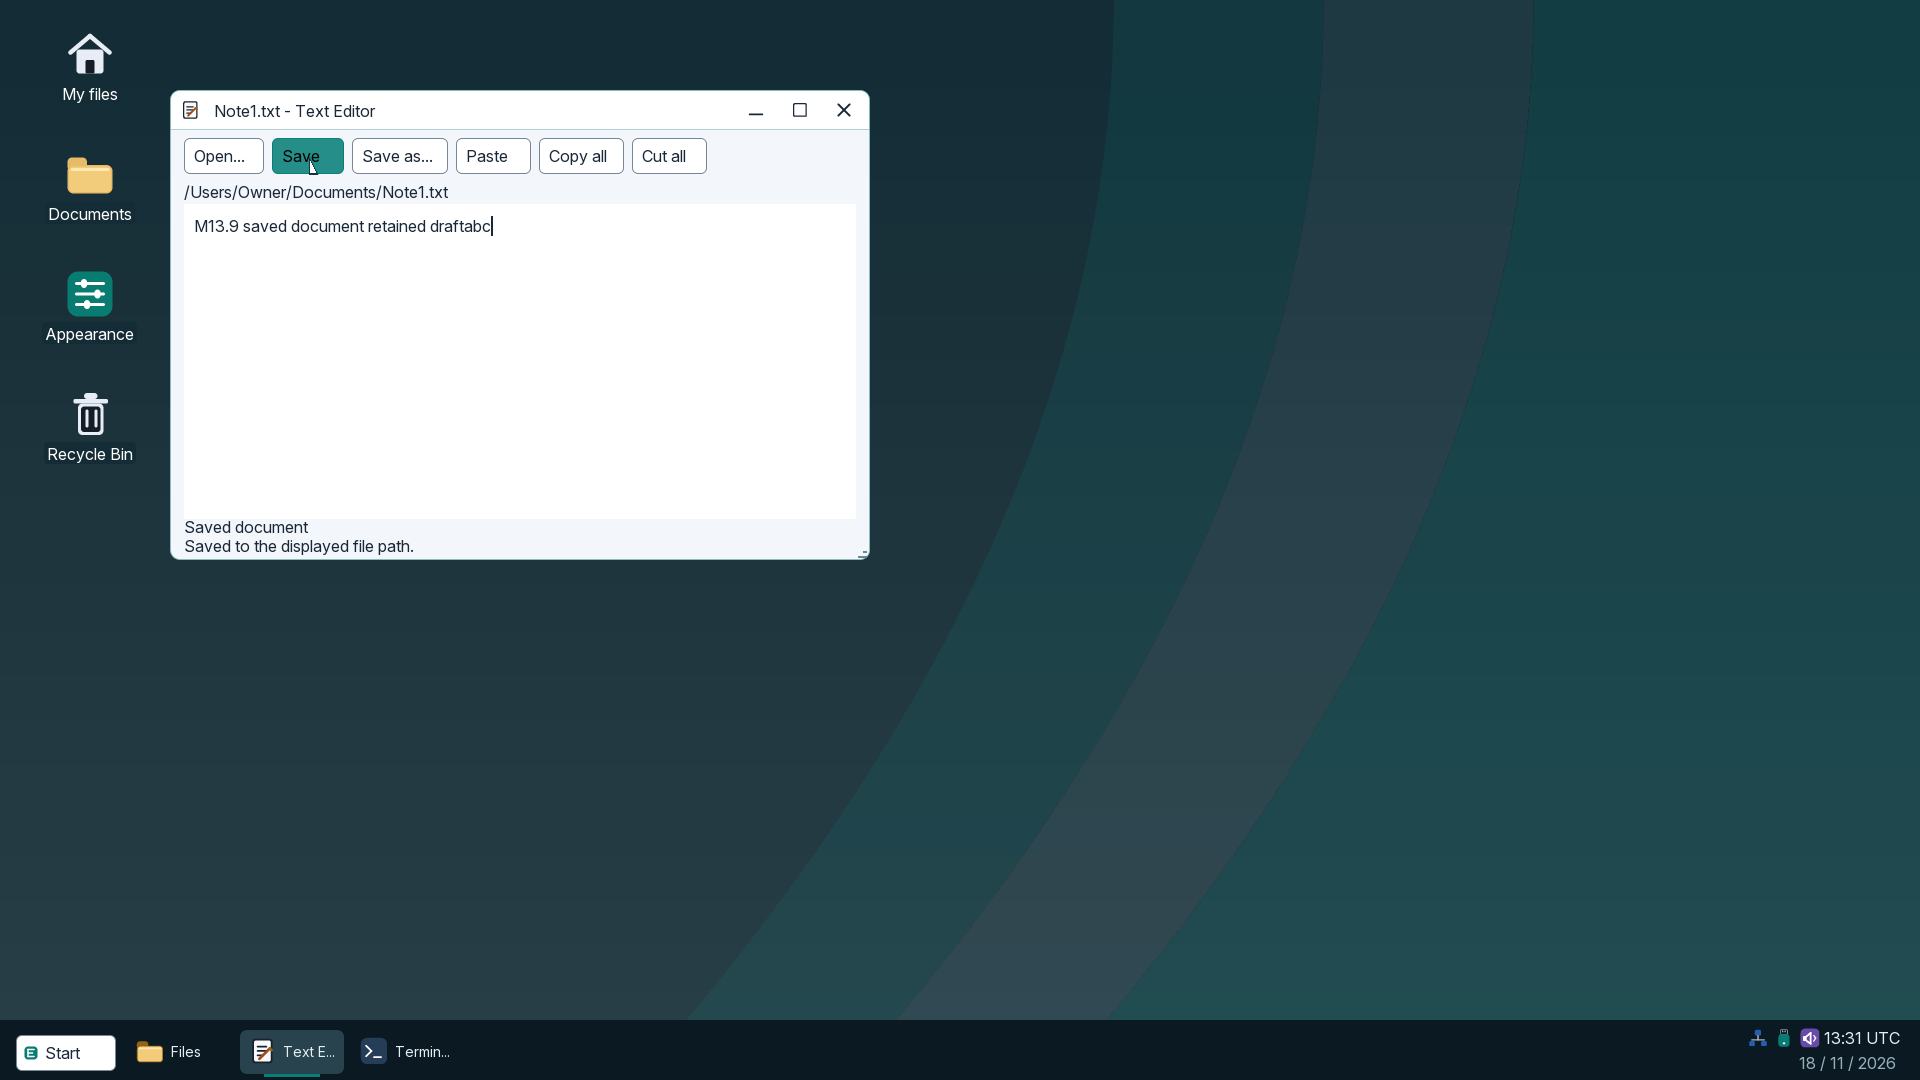 My files
Documents
Appearance
Recycle Bin
Note1.txt - Text Editor
Open... Save Save as... Paste Copy all Cut all
/Users/Owner/Documents/Note1.txt
M13.9 saved document retained draftabc
Saved document
Saved to the displayed file path.
Start Files Text E... Termin... 13:31 UTC
18 / 11 / 2026